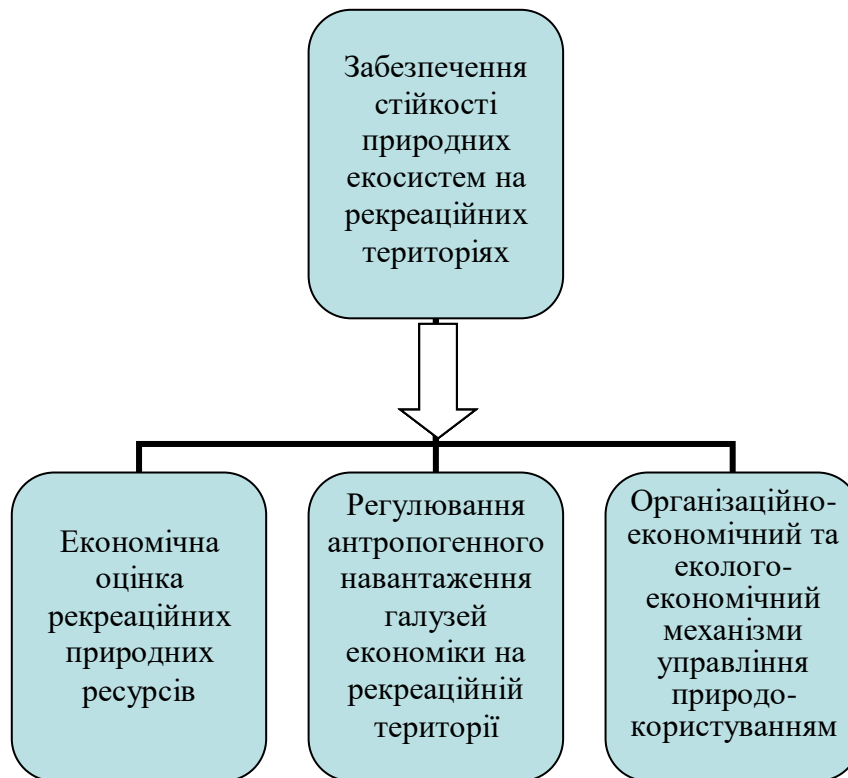 Забезпечення
стійкості
природних
екосистем на
рекреаційних
територіях
Економічна
оцінка
рекреаційних
природних
ресурсів
Регулювання
антропогенного
навантаження
галузей
економіки на
рекреаційній
території
Організаційно-
економічний та
еколого-
економічний
механізми
управління
природо-
користуванням